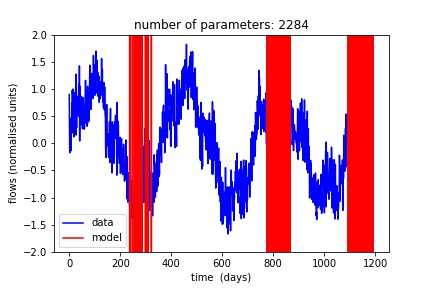 number of parameters: 2284
flows (normalised units)
2.0
1.5
1.0
0.5
0.0
−0.5
−1.0
−1.5
−2.0
data
model
0 200 400 600 800 1000 1200
time (days)